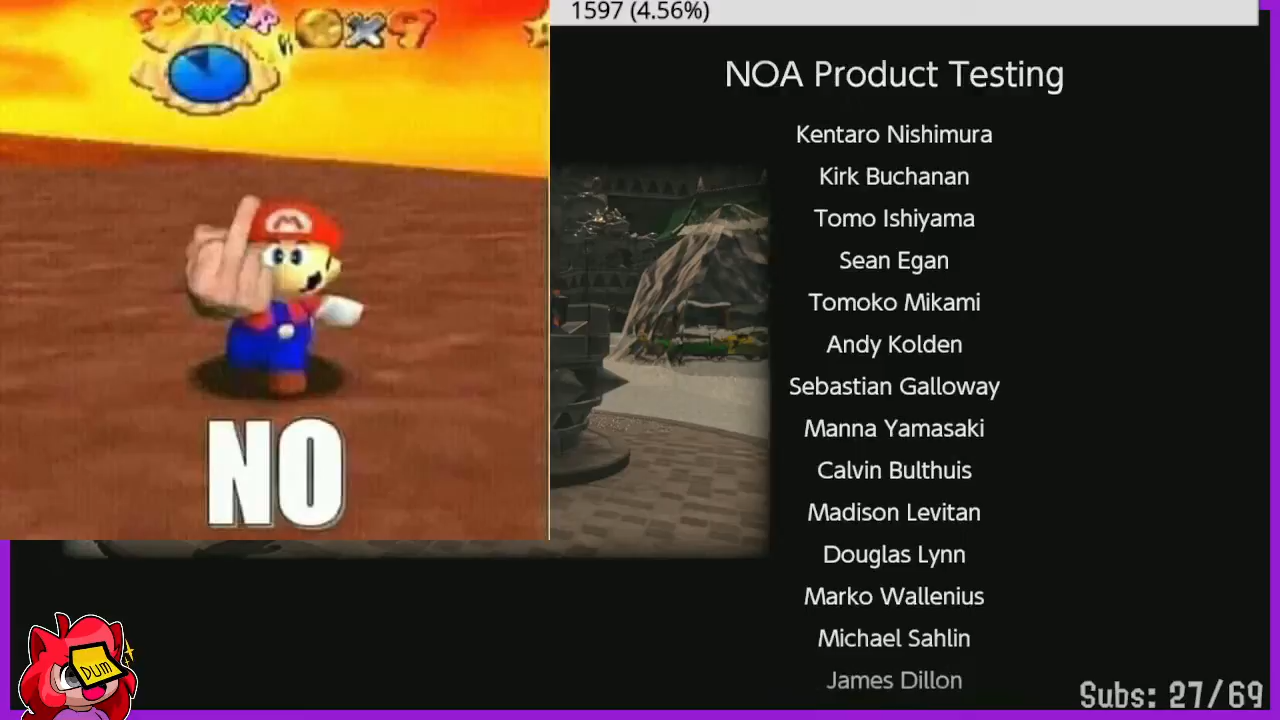 POWER
×9
NO
1597 (4.56%)
NOA Product Testing
Kentaro Nishimura
Kirk Buchanan
Tomo Ishiyama
Sean Egan
Tomoko Mikami
Andy Kolden
Sebastian Galloway
Manna Yamasaki
Calvin Bulthuis
Madison Levitan
Douglas Lynn
Marko Wallenius
Michael Sahlin
James Dillon
DUM
Subs: 27/69